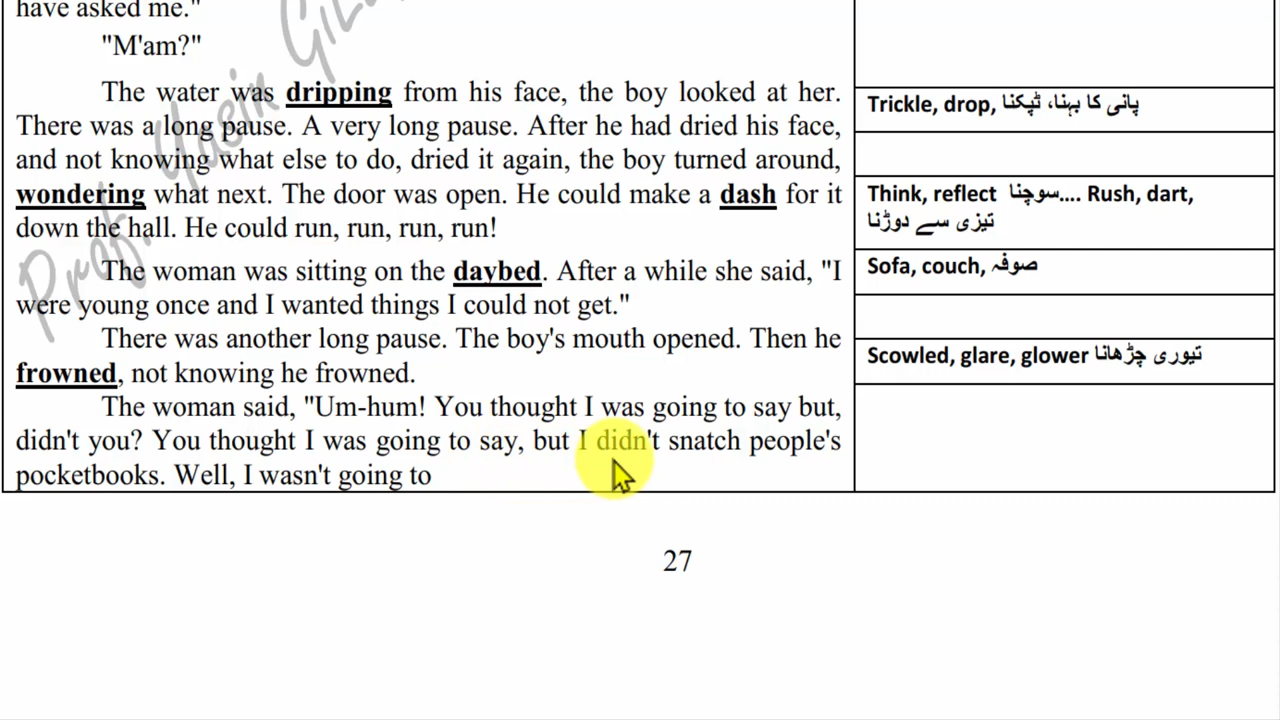 have asked me."
"M'am?"
The water was dripping from his face, the boy looked at her.
There was a long pause. A very long pause. After he had dried his face,
and not knowing what else to do, dried it again, the boy turned around,
wondering what next. The door was open. He could make a dash for it
down the hall. He could run, run, run, run!
The woman was sitting on the daybed. After a while she said, "I
were young once and I wanted things I could not get."
There was another long pause. The boy's mouth opened. Then he
frowned, not knowing he frowned.
The woman said, "Um-hum! You thought I was going to say but,
didn't you? You thought I was going to say, but I didn't snatch people's
pocketbooks. Well, I wasn't going to
Trickle, drop, پانی کا بہنا، ٹپکنا
Think, reflect سوچنا.... Rush, dart,
تیزی سے دوڑنا
Sofa, couch, صوفہ
Scowled, glare, glower تیوری چڑھانا
27
Prof. Yasin